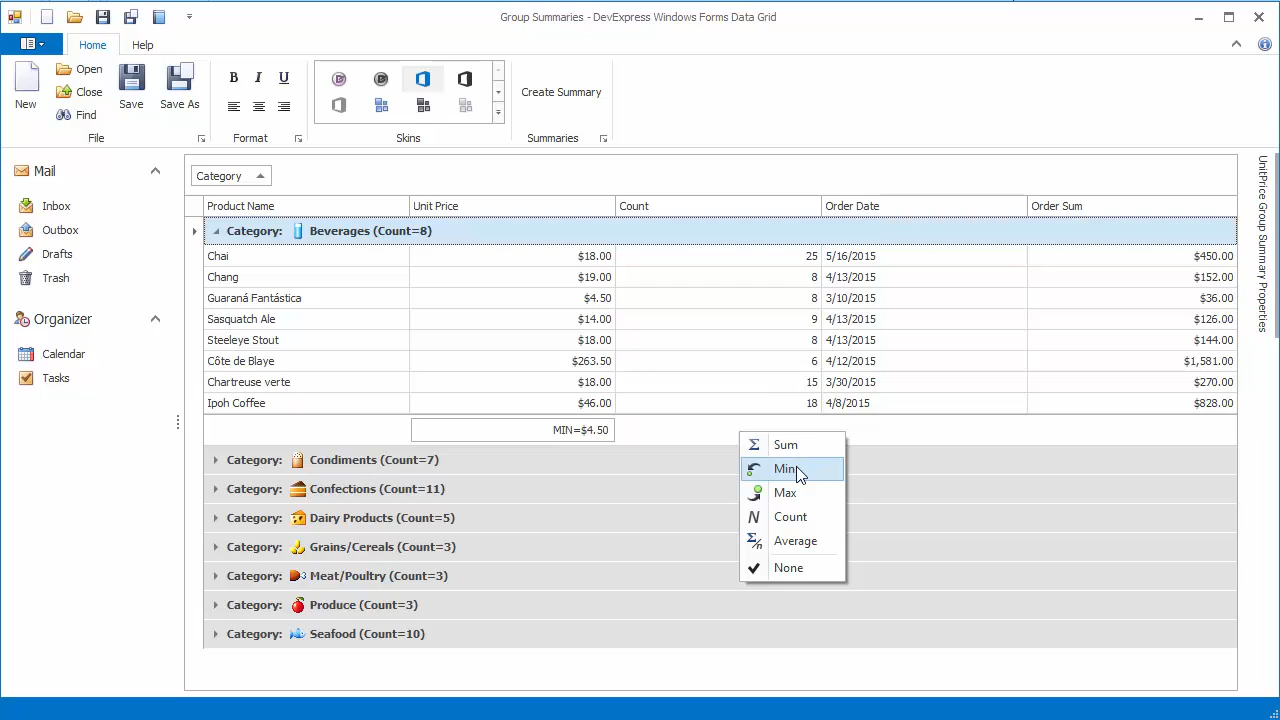 Group Summaries - DevExpress Windows Forms Data Grid
Home Help
New
Open
Close
Find
Save
Save As
File
B I U
Format
Skins
Create Summary
Summaries
Mail
Inbox
Outbox
Drafts
Trash
Organizer
Calendar
Tasks
Category
Product Name Unit Price Count Order Date Order Sum
Category: Beverages (Count=8)
Chai $18.00 25 5/16/2015 $450.00
Chang $19.00 8 4/13/2015 $152.00
Guaraná Fantástica $4.50 8 3/10/2015 $36.00
Sasquatch Ale $14.00 9 4/13/2015 $126.00
Steeleye Stout $18.00 8 4/13/2015 $144.00
Côte de Blaye $263.50 6 4/12/2015 $1,581.00
Chartreuse verte $18.00 15 3/30/2015 $270.00
Ipoh Coffee $46.00 18 4/8/2015 $828.00
MIN=$4.50
Category: Condiments (Count=7)
Category: Confections (Count=11)
Category: Dairy Products (Count=5)
Category: Grains/Cereals (Count=3)
Category: Meat/Poultry (Count=3)
Category: Produce (Count=3)
Category: Seafood (Count=10)
Sum
Min
Max
Count
Average
None
UnitPrice Group Summary Properties